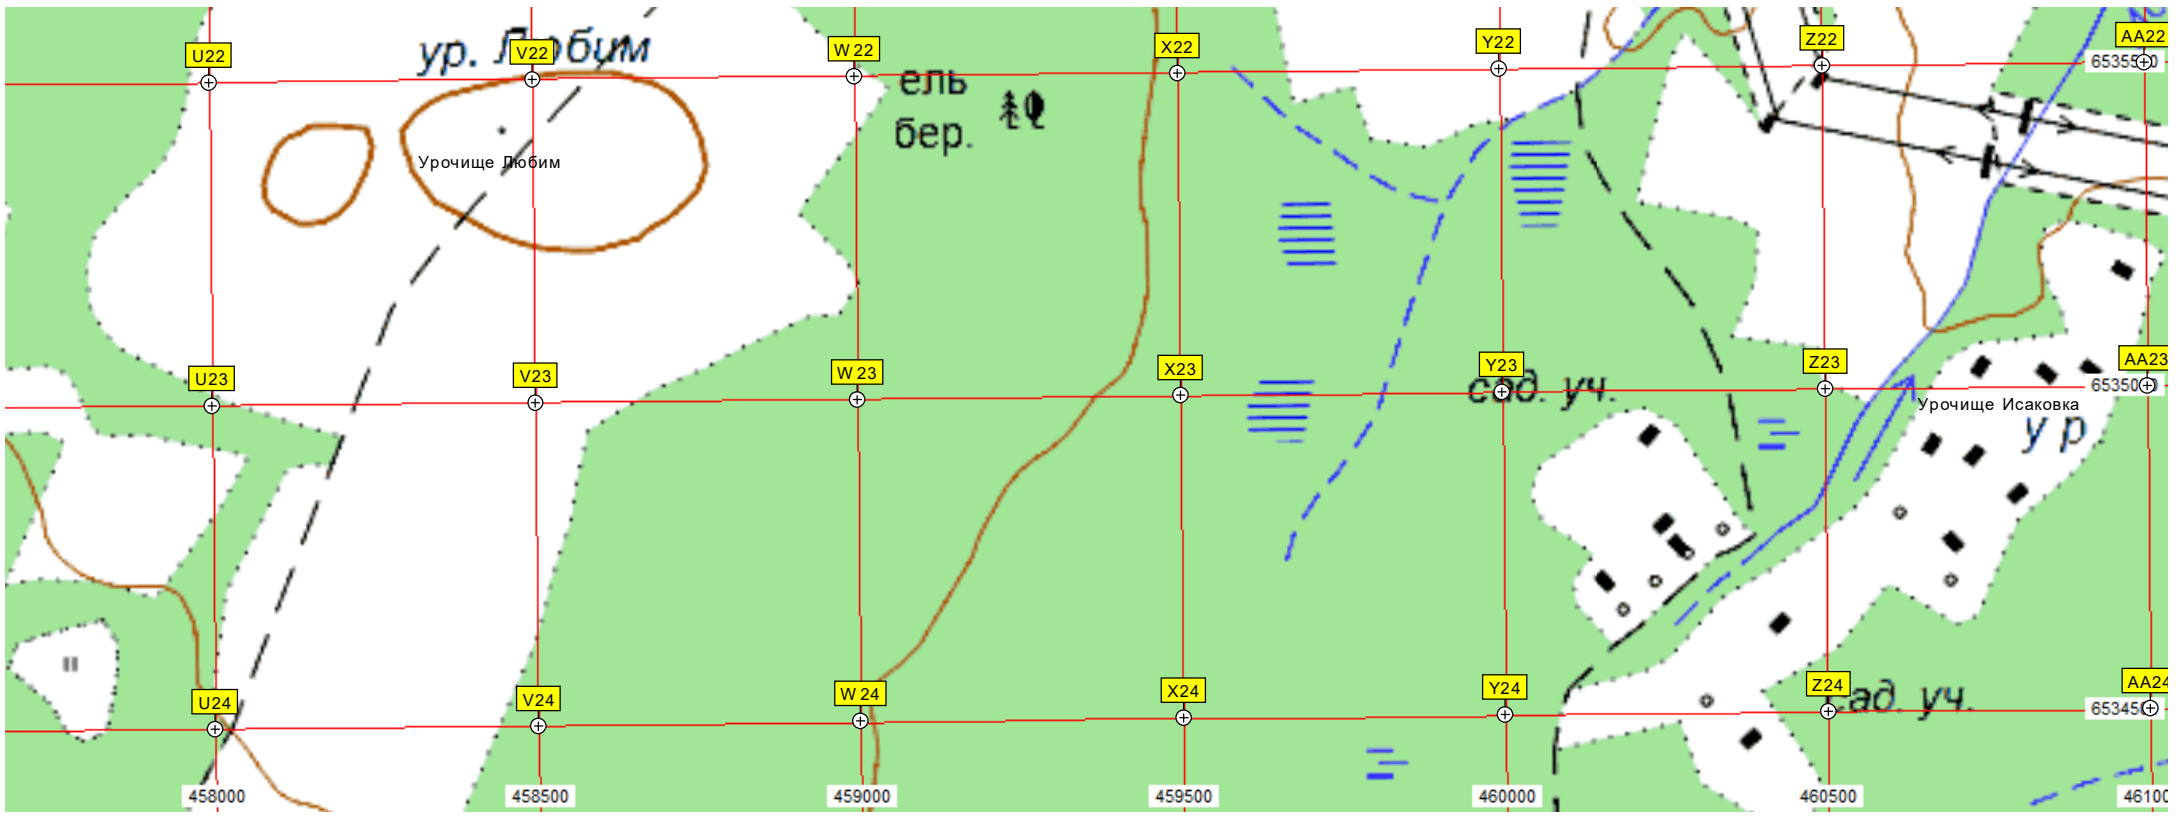 U22
V22
W 22
X22
Y22
Z22
AA22
ур. Любим
ель
бер.
Урочище Любим
U23
V23
W 23
X23
Y23
Z23
AA23
сад. уч.
Урочище Исаковка
ур
U24
V24
W 24
X24
Y24
Z24
AA24
сад. уч.
458000
458500
459000
459500
460000
460500